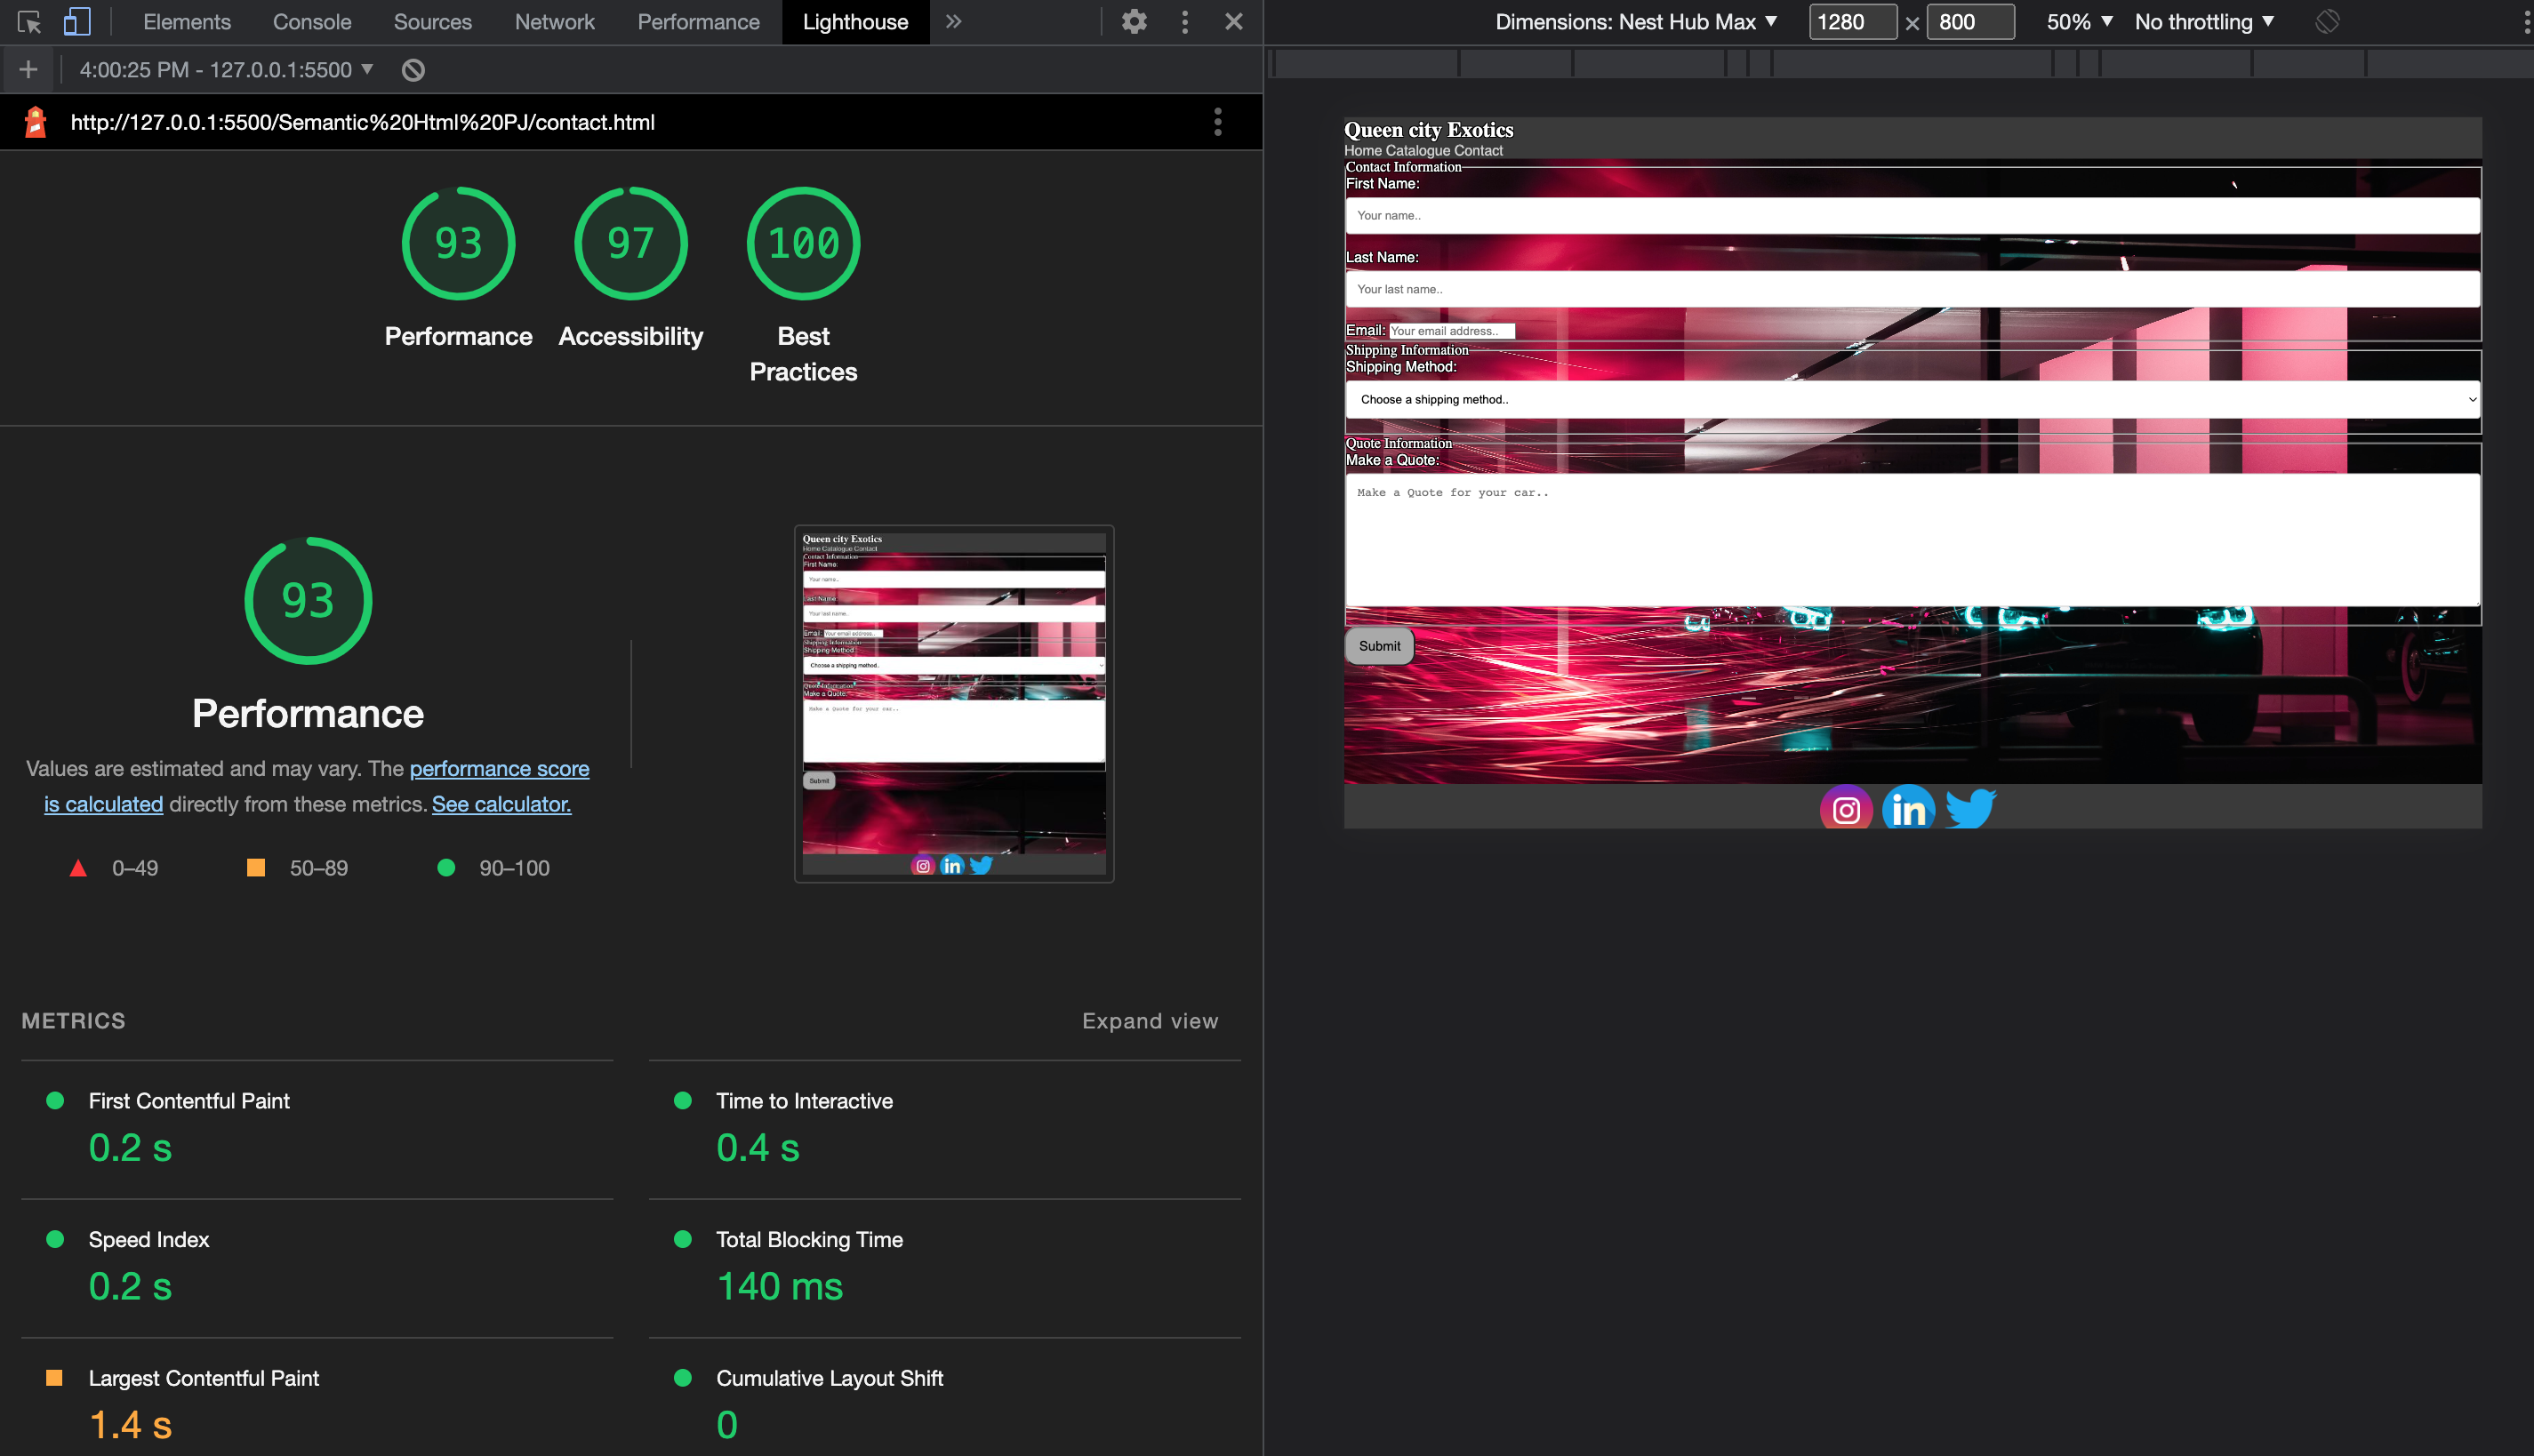 Elements Console Sources Network Performance Lighthouse »
Dimensions: Nest Hub Max ▼ 1280 × 800 50% ▼ No throttling ▼
+ 4:00:25 PM - 127.0.0.1:5500 ▼
http://127.0.0.1:5500/Semantic%20Html%20PJ/contact.html
93 97 100
Performance Accessibility Best
Practices
93
Performance
Values are estimated and may vary. The performance score
is calculated directly from these metrics. See calculator.
0–49 50–89 90–100
Queen city Exotics
Home Catalogue Contact
Contact Information
First Name:
Your name..
Last Name:
Your last name..
Email: Your email address..
Shipping Information
Shipping Method:
Choose a shipping method..
Quote Information
Make a Quote:
Make a Quote for your car..
Submit
in
METRICS
Expand view
First Contentful Paint
0.2 s
Time to Interactive
0.4 s
Speed Index
0.2 s
Total Blocking Time
140 ms
Largest Contentful Paint
1.4 s
Cumulative Layout Shift
0
Queen city Exotics
Home Catalogue Contact
Contact Information
First Name:
Your name..
Last Name:
Your last name..
Email: Your email address..
Shipping Information
Shipping Method:
Choose a shipping method..
Quote Information
Make a Quote:
Make a Quote for your car..
Submit
in